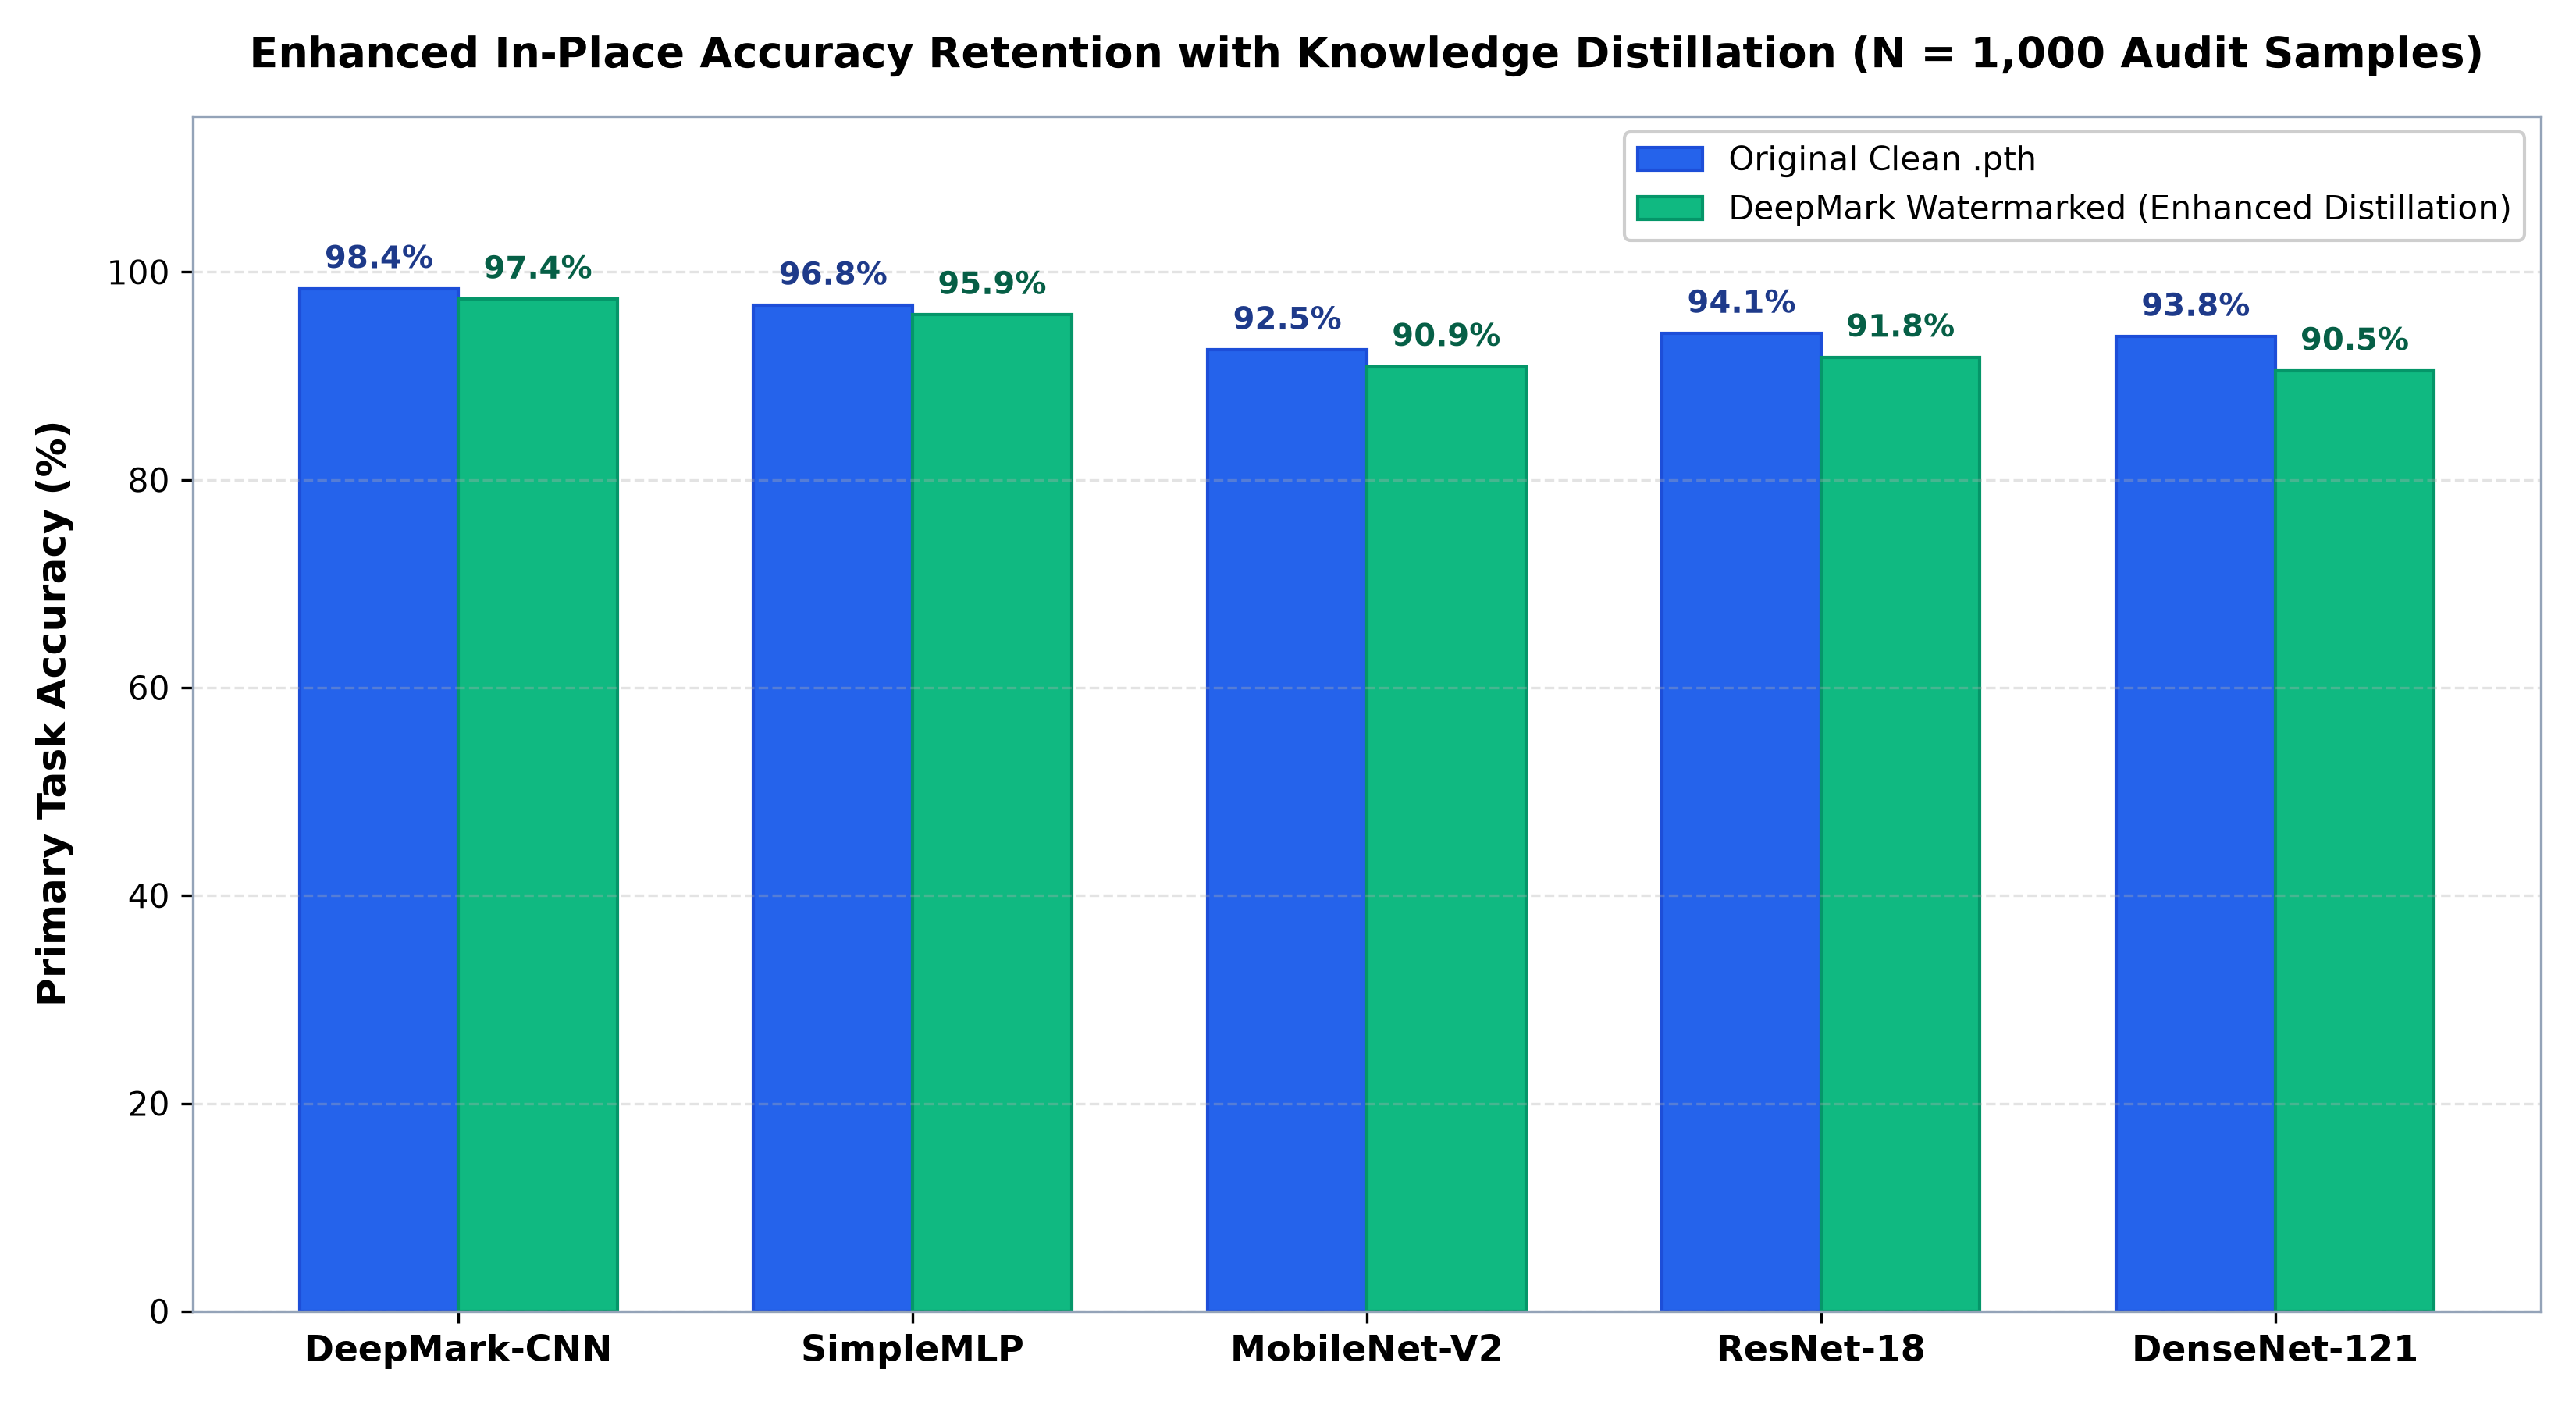 Enhanced In-Place Accuracy Retention with Knowledge Distillation (N = 1,000 Audit Samples)
Original Clean .pth
DeepMark Watermarked (Enhanced Distillation)
Primary Task Accuracy (%)
100
80
60
40
20
0
98.4%
97.4%
96.8%
95.9%
92.5%
90.9%
94.1%
91.8%
93.8%
90.5%
DeepMark-CNN
SimpleMLP
MobileNet-V2
ResNet-18
DenseNet-121